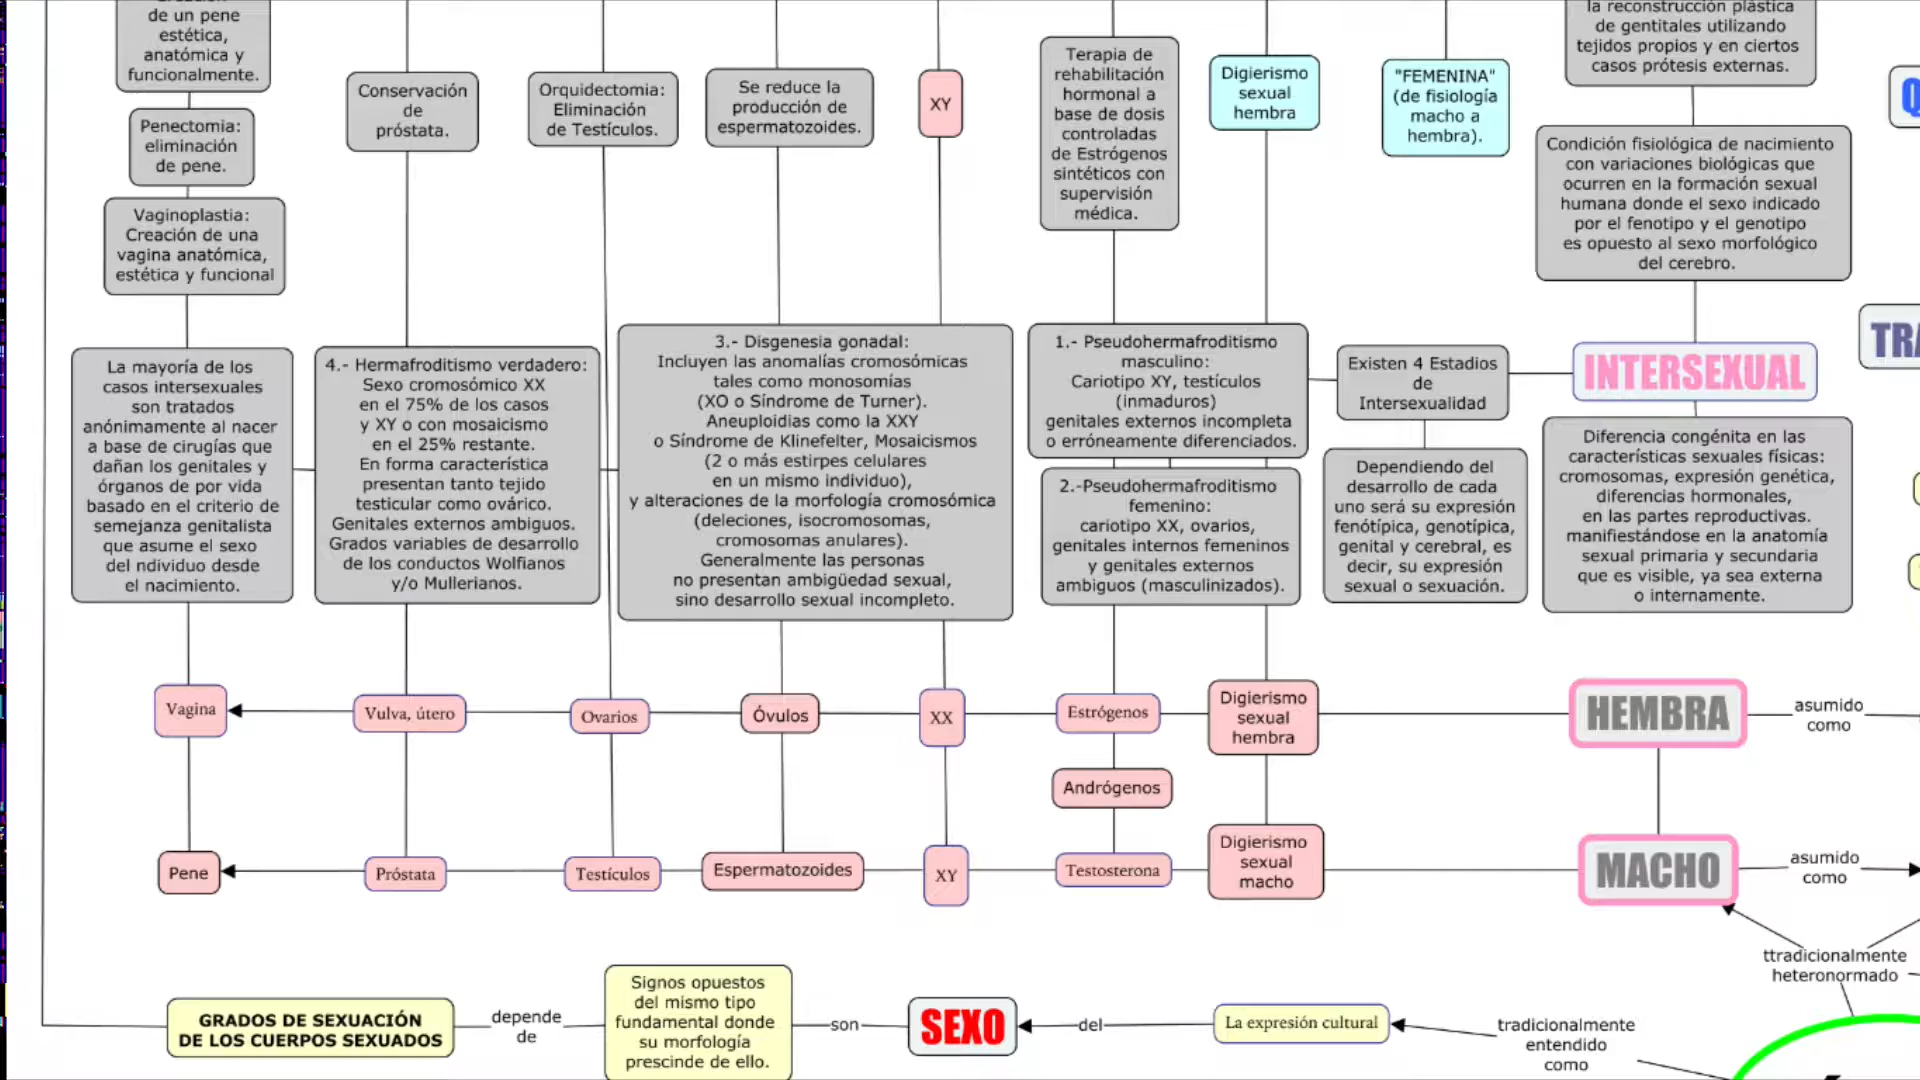 de un pene
estética,
anatómica y
funcionalmente.
Penectomia:
eliminación
de pene.
Vaginoplastia:
Creación de una
vagina anatómica,
estética y funcional
La mayoría de los
casos intersexuales
son tratados
anónimamente al nacer
a base de cirugías que
dañan los genitales y
órganos de por vida
basado en el criterio de
semejanza genitalista
que asume el sexo
del ndividuo desde
el nacimiento.
Conservación
de
próstata.
4.- Hermafroditismo verdadero:
Sexo cromosómico XX
en el 75% de los casos
y XY o con mosaicismo
en el 25% restante.
En forma característica
presentan tanto tejido
testicular como ovárico.
Genitales externos ambiguos.
Grados variables de desarrollo
de los conductos Wolfianos
y/o Mullerianos.
Orquidectomia:
Eliminación
de Testículos.
Se reduce la
producción de
espermatozoides.
XY
3.- Disgenesia gonadal:
Incluyen las anomalías cromosómicas
tales como monosomías
(XO o Síndrome de Turner).
Aneuploidias como la XXY
o Síndrome de Klinefelter, Mosaicismos
(2 o más estirpes celulares
en un mismo individuo),
y alteraciones de la morfología cromosómica
(deleciones, isocromosomas,
cromosomas anulares).
Generalmente las personas
no presentan ambigüedad sexual,
sino desarrollo sexual incompleto.
Terapia de
rehabilitación
hormonal a
base de dosis
controladas
de Estrógenos
sintéticos con
supervisión
médica.
Digierismo
sexual
hembra
"FEMENINA"
(de fisiología
macho a
hembra).
1.- Pseudohermafroditismo
masculino:
Cariotipo XY, testículos
(inmaduros)
genitales externos incompleta
o erróneamente diferenciados.
2.-Pseudohermafroditismo
femenino:
cariotipo XX, ovarios,
genitales internos femeninos
y genitales externos
ambiguos (masculinizados).
Existen 4 Estadios
de
Intersexualidad
Dependiendo del
desarrollo de cada
uno será su expresión
fenótípica, genotípica,
genital y cerebral, es
decir, su expresión
sexual o sexuación.
la reconstrucción plástica
de gentitales utilizando
tejidos propios y en ciertos
casos prótesis externas.
Condición fisiológica de nacimiento
con variaciones biológicas que
ocurren en la formación sexual
humana donde el sexo indicado
por el fenotipo y el genotipo
es opuesto al sexo morfológico
del cerebro.
INTERSEXUAL
Diferencia congénita en las
características sexuales físicas:
cromosomas, expresión genética,
diferencias hormonales,
en las partes reproductivas.
manifiestándose en la anatomía
sexual primaria y secundaria
que es visible, ya sea externa
o internamente.
TRA
Vagina
Vulva, útero
Ovarios
Óvulos
XX
Estrógenos
Digierismo
sexual
hembra
HEMBRA
asumido
como
Andrógenos
Pene
Próstata
Testículos
Espermatozoides
XY
Testosterona
Digierismo
sexual
macho
MACHO
asumido
como
ttradicionalmente
heteronormado
GRADOS DE SEXUACIÓN
DE LOS CUERPOS SEXUADOS
depende
de
Signos opuestos
del mismo tipo
fundamental donde
su morfología
prescinde de ello.
son
SEXO
del
La expresión cultural
tradicionalmente
entendido
como